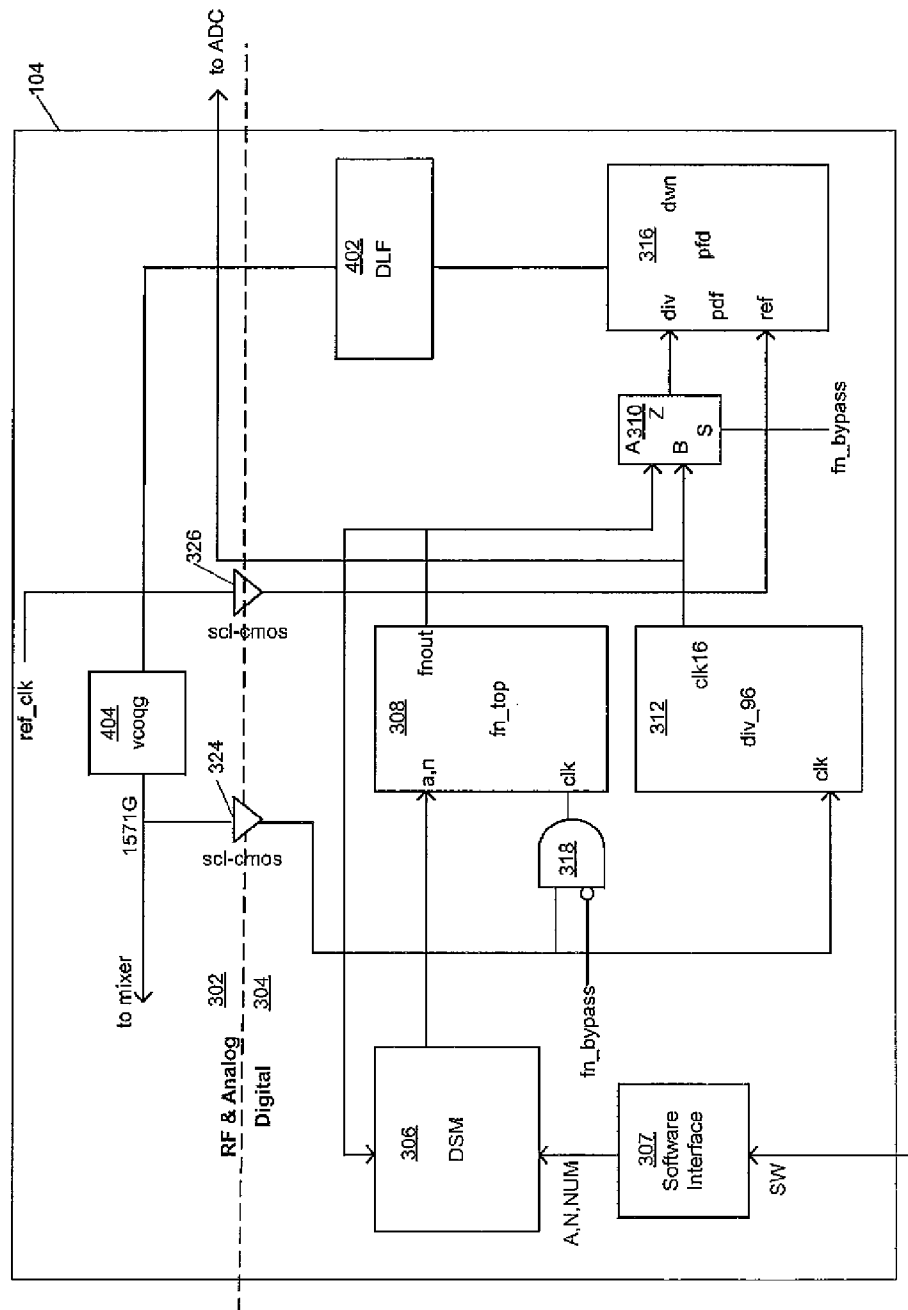 104
to ADC
ref_clk
404
vcoqg
1571G
to mixer
324
scl-cmos
326
scl-cmos
402
DLF
302
304
RF & Analog
Digital
306
DSM
a,n
308
fn_top
fnout
clk
A 310
Z
B
S
fn_bypass
316
dwn
pfd
div
pdf
ref
318
fn_bypass
312
div_96
clk16
clk
A,N,NUM
307
Software
Interface
SW